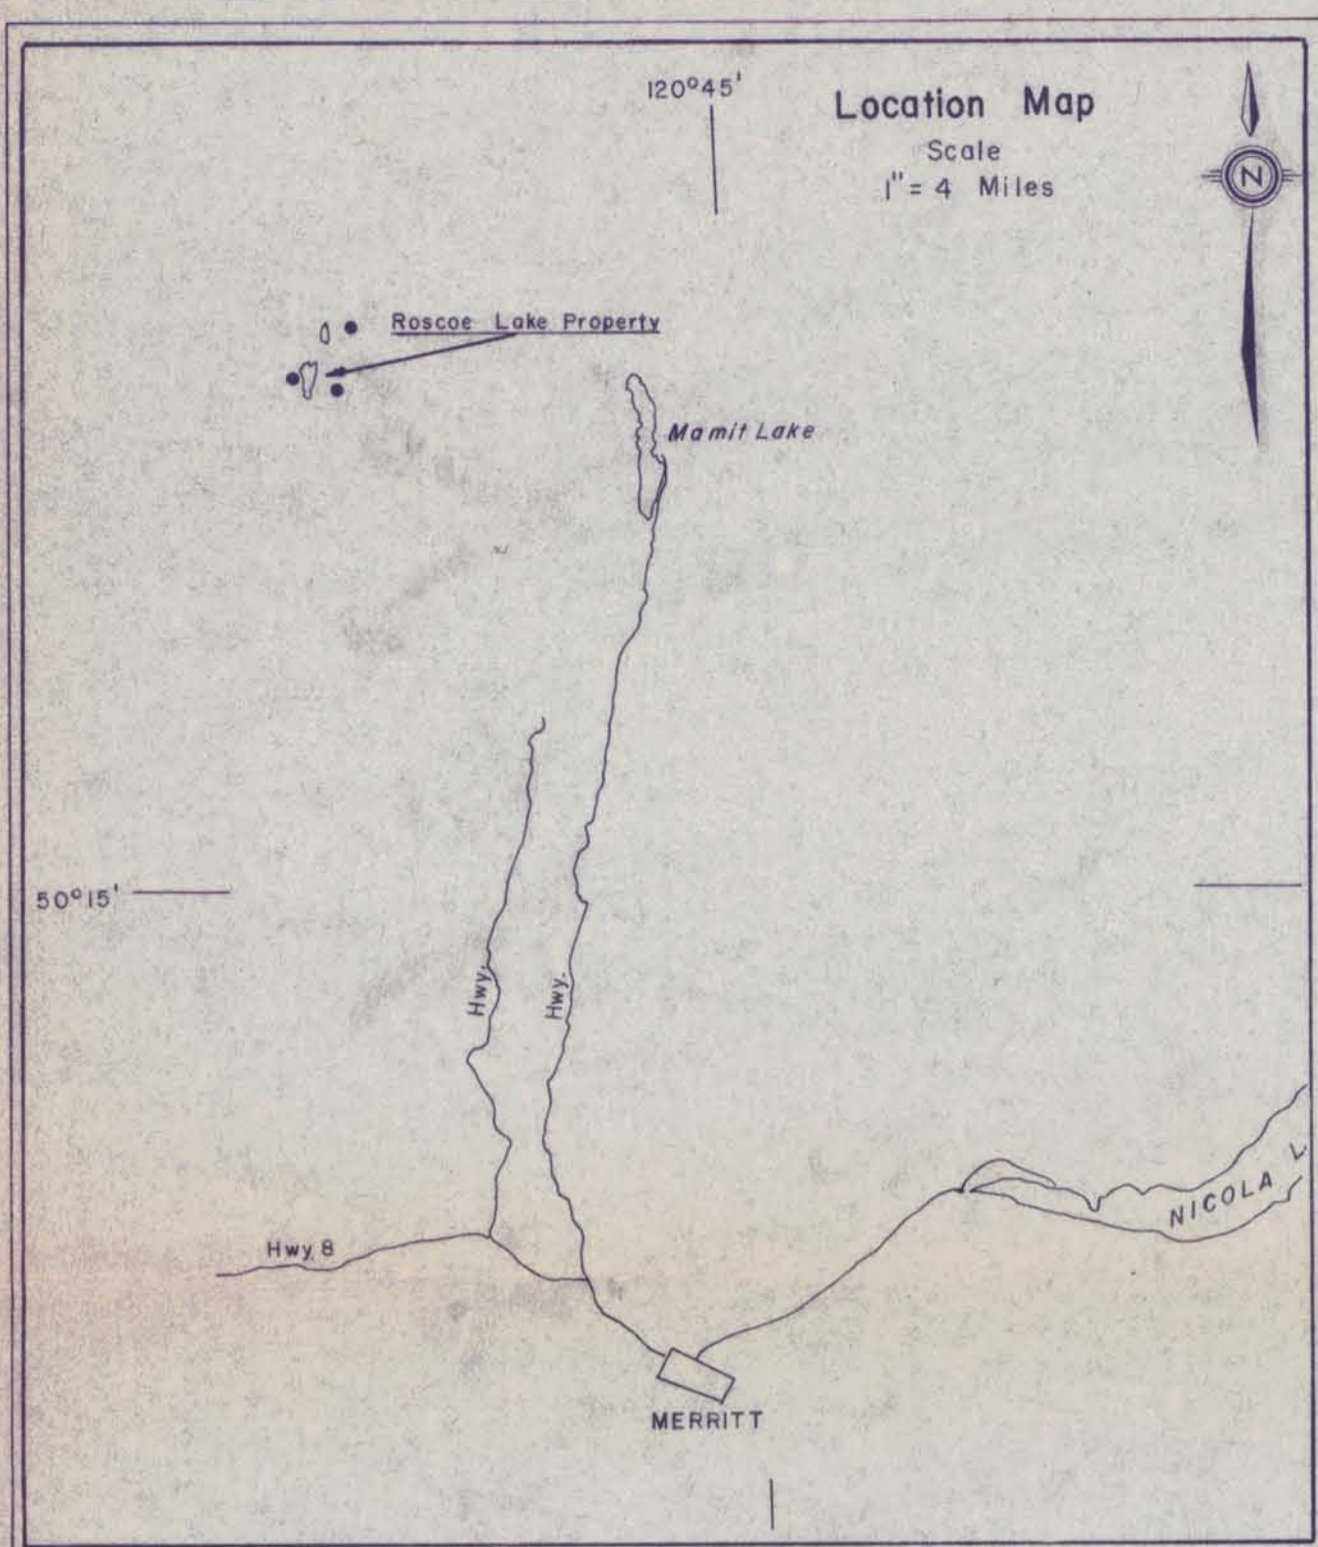 120°45'
Location Map
Scale
1" = 4 Miles
N
Roscoe Lake Property
Mamit Lake
50°15'
Hwy.
Hwy.
NICOLA L.
Hwy. 8
MERRITT